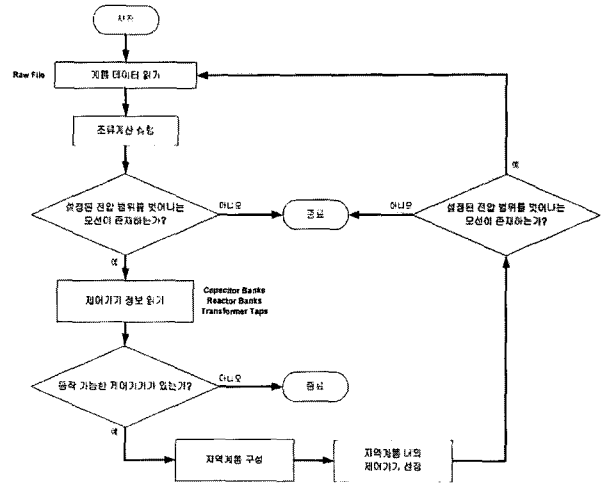 시작
Raw File
계통 데이터 읽기
조류계산 수행
설정된 전압 범위를 벗어나는
모선이 존재하는가?
아니오
종료
아니오
설정된 전압 범위를 벗어나는
모선이 존재하는가?
예
예
제어기기 정보 읽기
Capacitor Banks
Reactor Banks
Transformer Taps
동작 가능한 제어기기가 있는가?
아니오
종료
예
지역계통 구성
지역계통 내의
제어기기 선정